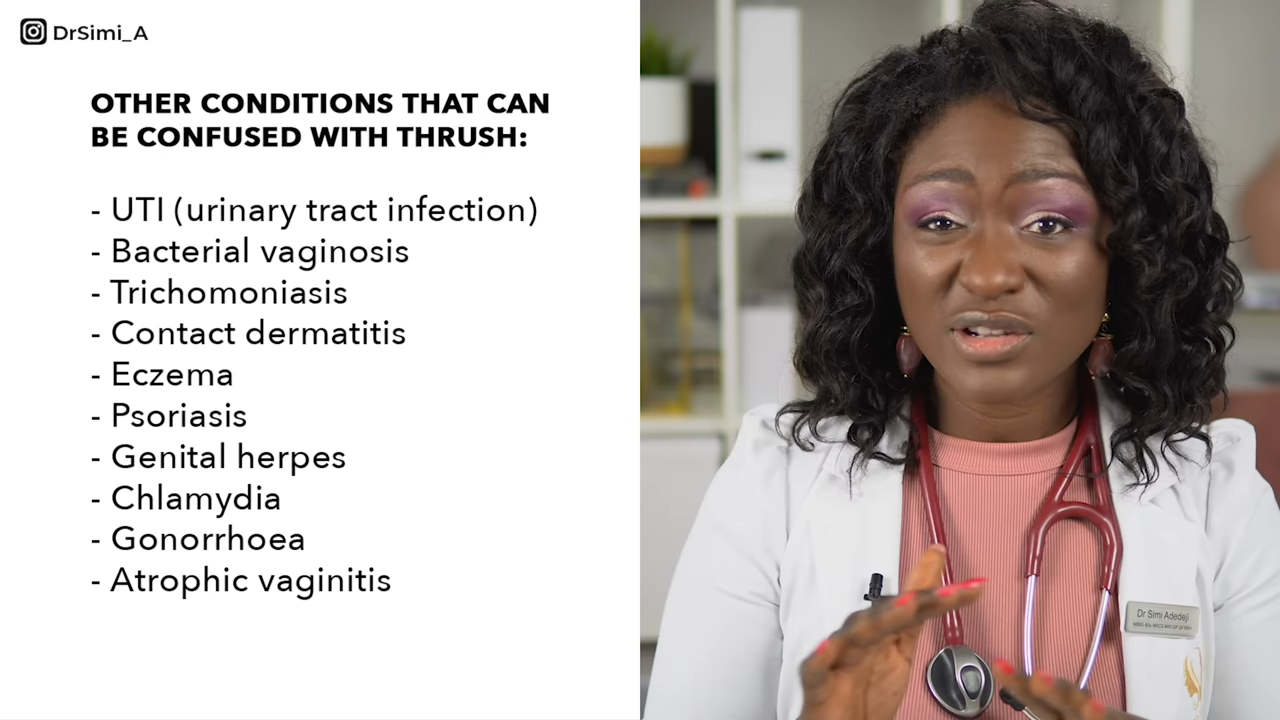 DrSimi_A
OTHER CONDITIONS THAT CAN
BE CONFUSED WITH THRUSH:
- UTI (urinary tract infection)
- Bacterial vaginosis
- Trichomoniasis
- Contact dermatitis
- Eczema
- Psoriasis
- Genital herpes
- Chlamydia
- Gonorrhoea
- Atrophic vaginitis
Dr Simi Adedeji